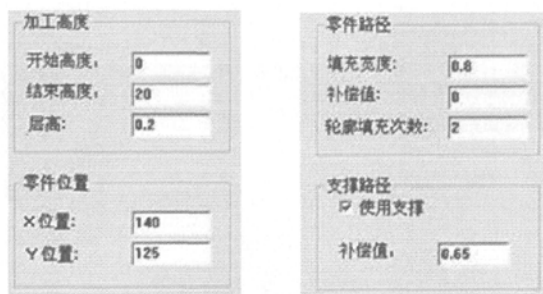 加工高度
开始高度: 0
结束高度: 20
层高: 0.2
零件位置
X位置: 140
Y位置: 125
零件路径
填充宽度: 0.8
补偿值: 0
轮廓填充次数: 2
支撑路径
使用支撑
补偿值: 0.65